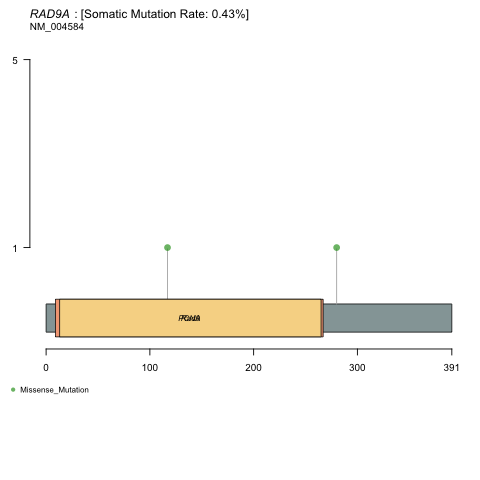 RAD9A : [Somatic Mutation Rate: 0.43%]
NM_004584
5
1
0 100 200 300 391
Missense_Mutation